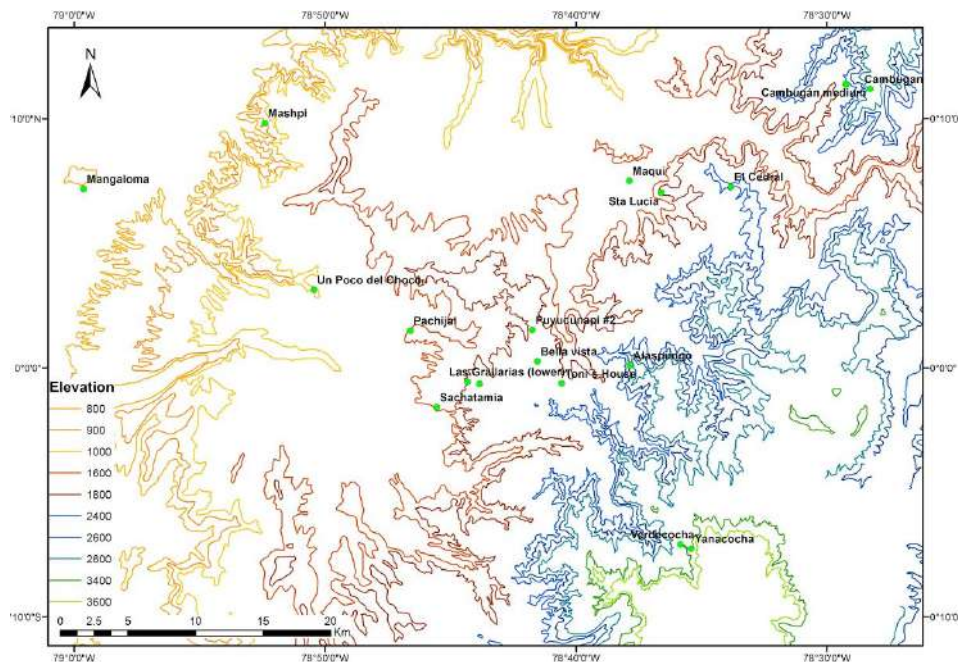 79°0'0"W 78°50'0"W 78°40'0"W 78°30'0"W
N
Cambugan
Cambugán medium
0°10'0"N 0°10'0"N
Mashpi
Maqui
El Cedral
Mangaloma
Sta Lucia
Un Poco del Choco
Pachijal
Puyucunapi #2
Bella vista
Alaspungo
0°0'0" 0°0'0"
Las Grallarias (lower)
Toni's House
Elevation
Sachatamia
800
900
1000
1600
1800
2400
2600
2800
3400
3600
Verdecocha
Yanacocha
0°10'0"S 0°10'0"S
0 2.5 5 10 15 20
Km
79°0'0"W 78°50'0"W 78°40'0"W 78°30'0"W